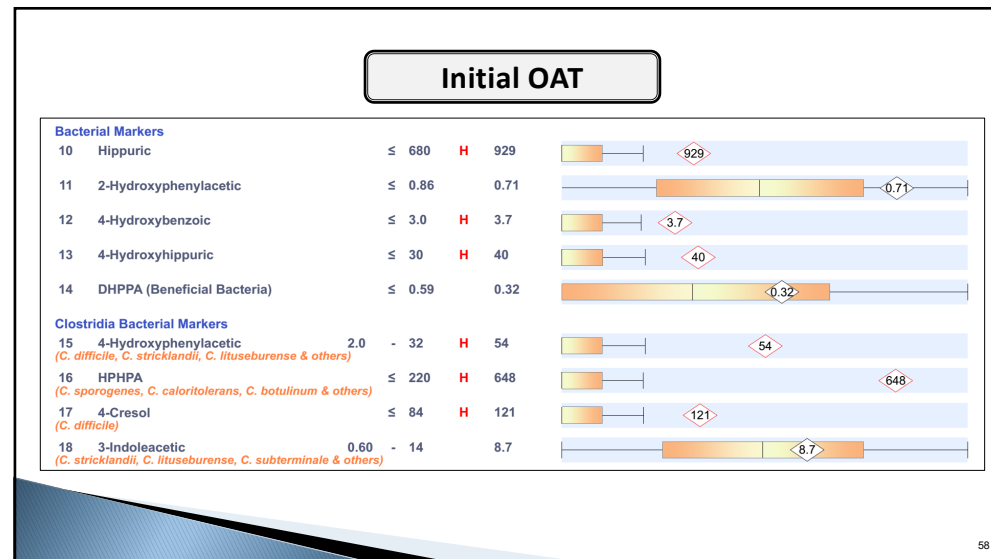 Initial OAT
Bacterial Markers
10 Hippuric ≤ 680 H 929 929
11 2-Hydroxyphenylacetic ≤ 0.86 0.71 0.71
12 4-Hydroxybenzoic ≤ 3.0 H 3.7 3.7
13 4-Hydroxyhippuric ≤ 30 H 40 40
14 DHPPA (Beneficial Bacteria) ≤ 0.59 0.32 0.32
Clostridia Bacterial Markers
15 4-Hydroxyphenylacetic 2.0 - 32 H 54 54
(C. difficile, C. stricklandii, C. lituseburense & others)
16 HPHPA ≤ 220 H 648 648
(C. sporogenes, C. caloritolerans, C. botulinum & others)
17 4-Cresol ≤ 84 H 121 121
(C. difficile)
18 3-Indoleacetic 0.60 - 14 8.7 8.7
(C. stricklandii, C. lituseburense, C. subterminale & others)
58